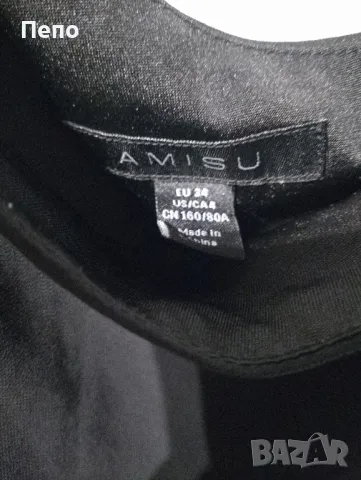 Пепо
AMISU
EU 34
US/CA4
CN 160/80A
Made in
China
BAZAR